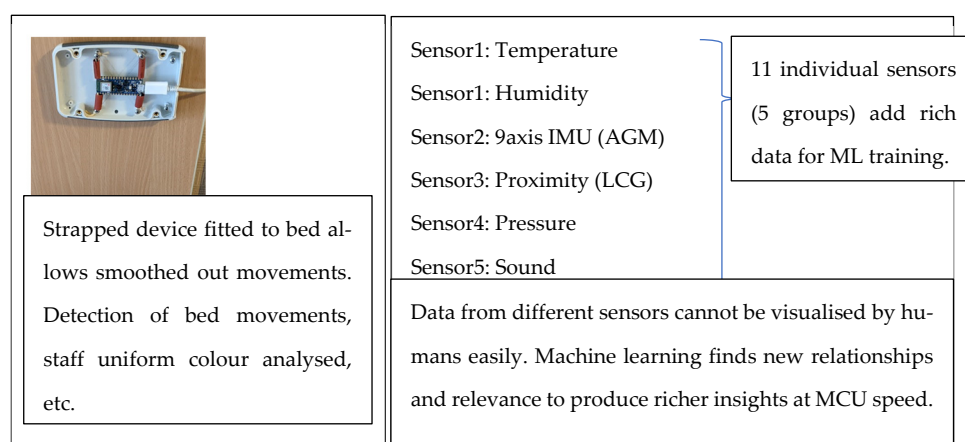 Strapped device fitted to bed al-
lows smoothed out movements.
Detection of bed movements,
staff uniform colour analysed,
etc.
Sensor1: Temperature
Sensor1: Humidity
Sensor2: 9axis IMU (AGM)
Sensor3: Proximity (LCG)
Sensor4: Pressure
Sensor5: Sound
11 individual sensors
(5 groups) add rich
data for ML training.
Data from different sensors cannot be visualised by hu-
mans easily. Machine learning finds new relationships
and relevance to produce richer insights at MCU speed.